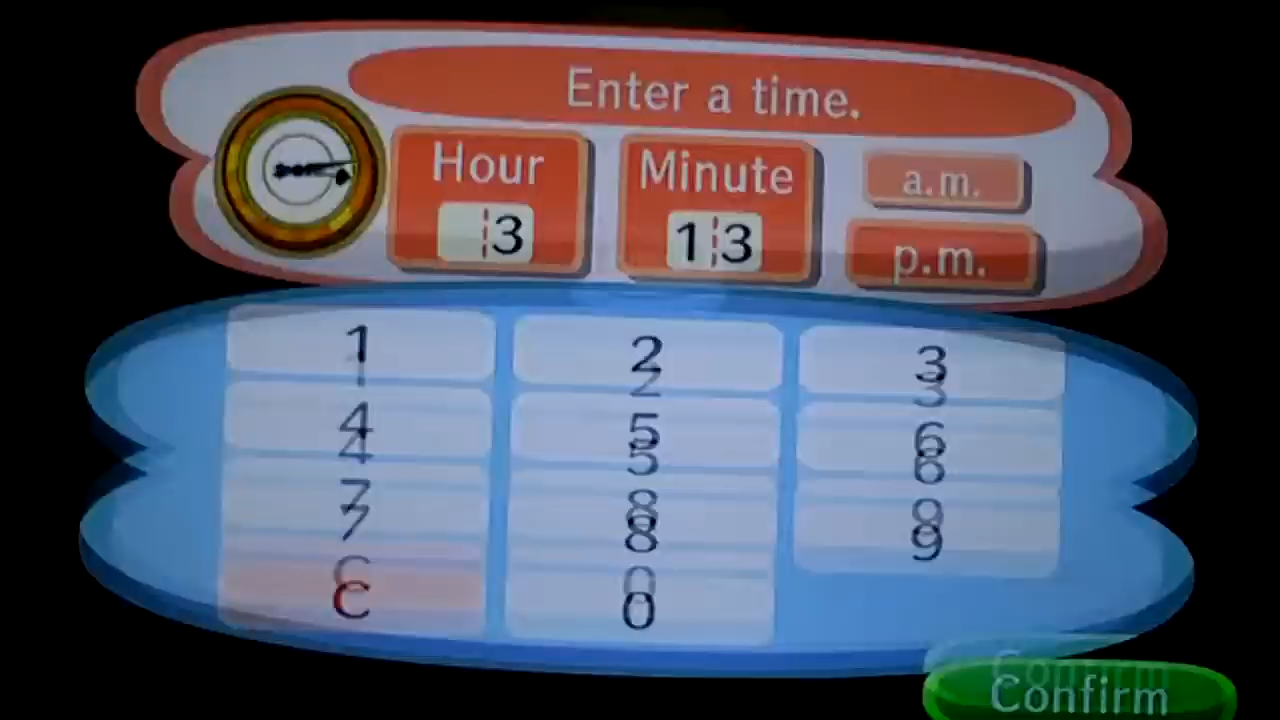 Enter a time.
Hour
Minute
a.m.
3
13
p.m.
1 2 3
4 5 6
7 8 9
C 0
Confirm